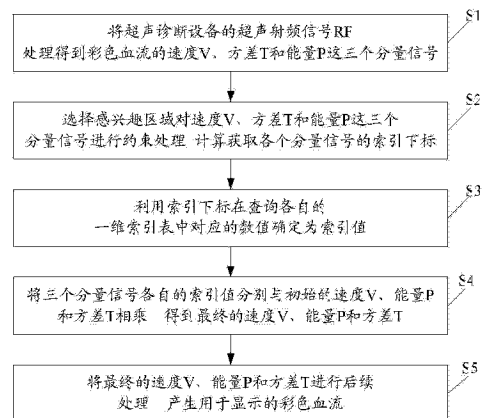 S1
将超声诊断设备的超声射频信号RF
处理得到彩色血流的速度V、方差T和能量P这三个分量信号
S2
选择感兴趣区域对速度V、方差T和能量P这三个
分量信号进行约束处理 计算获取各个分量信号的索引下标
S3
利用索引下标在查询各自的
一维索引表中对应的数值确定为索引值
S4
将三个分量信号各自的索引值分别与初始的速度V、能量P
和方差T相乘 得到最终的速度V、能量P和方差T
S5
将最终的速度V、能量P和方差T进行后续
处理 产生用于显示的彩色血流